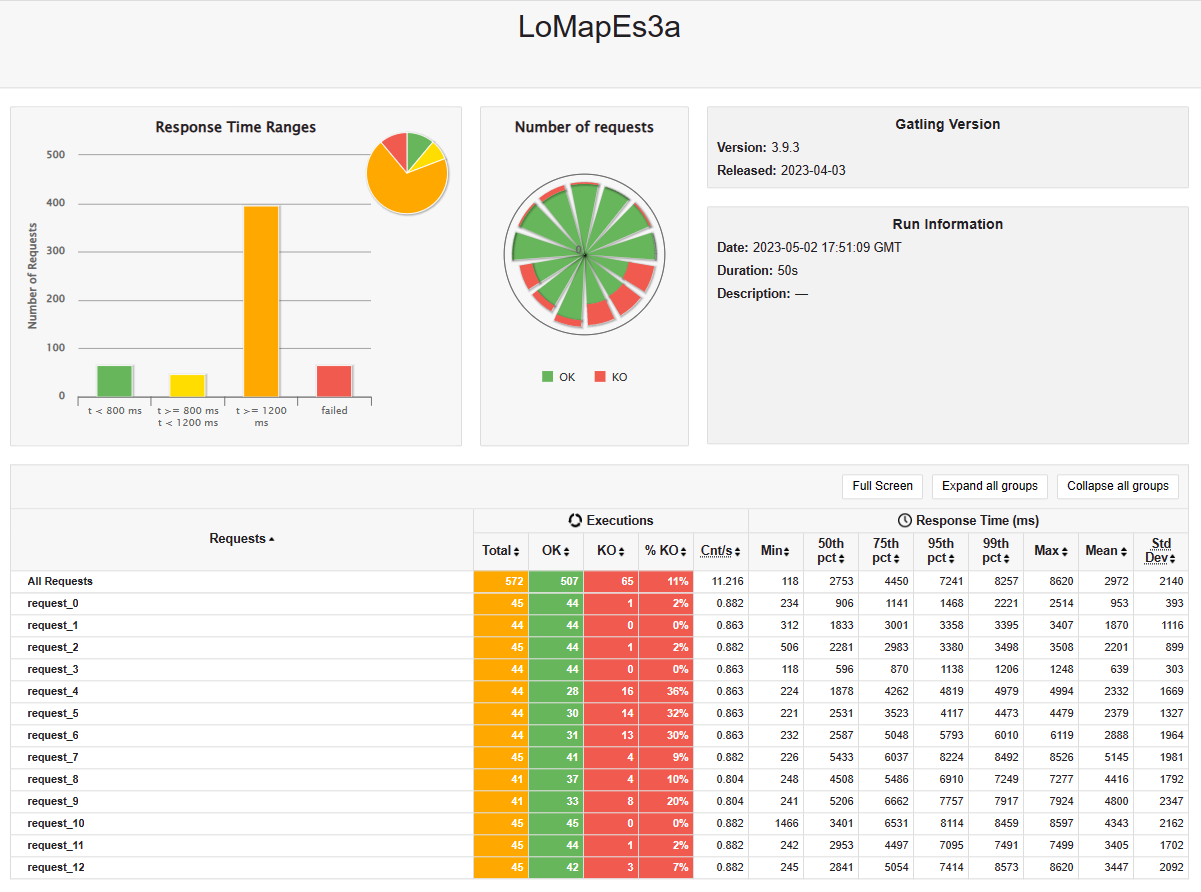 LoMapEs3a
Response Time Ranges
Number of Requests
500
400
300
200
100
0
t < 800 ms
t >= 800 ms
t < 1200 ms
t >= 1200
ms
failed
Number of requests
0
OK KO
Gatling Version
Version: 3.9.3
Released: 2023-04-03
Run Information
Date: 2023-05-02 17:51:09 GMT
Duration: 50s
Description: —
Full Screen Expand all groups Collapse all groups
Requests Executions Response Time (ms)
Total OK KO % KO Cnt/s Min 50th pct 75th pct 95th pct 99th pct Max Mean Std Dev
All Requests 572 507 65 11% 11.216 118 2753 4450 7241 8257 8620 2972 2140
request_0 45 44 1 2% 0.882 234 906 1141 1468 2221 2514 953 393
request_1 44 44 0 0% 0.863 312 1833 3001 3358 3395 3407 1870 1116
request_2 45 44 1 2% 0.882 506 2281 2983 3380 3498 3508 2201 899
request_3 44 44 0 0% 0.863 118 596 870 1138 1206 1248 639 303
request_4 44 28 16 36% 0.863 224 1878 4262 4819 4979 4994 2332 1669
request_5 44 30 14 32% 0.863 221 2531 3523 4117 4473 4479 2379 1327
request_6 44 31 13 30% 0.863 232 2587 5048 5793 6010 6119 2888 1964
request_7 45 41 4 9% 0.882 226 5433 6037 8224 8492 8526 5145 1981
request_8 41 37 4 10% 0.804 248 4508 5486 6910 7249 7277 4416 1792
request_9 41 33 8 20% 0.804 241 5206 6662 7757 7917 7924 4800 2347
request_10 45 45 0 0% 0.882 1466 3401 6531 8114 8459 8597 4343 2162
request_11 45 44 1 2% 0.882 242 2953 4497 7095 7491 7499 3405 1702
request_12 45 42 3 7% 0.882 245 2841 5054 7414 8573 8620 3447 2092